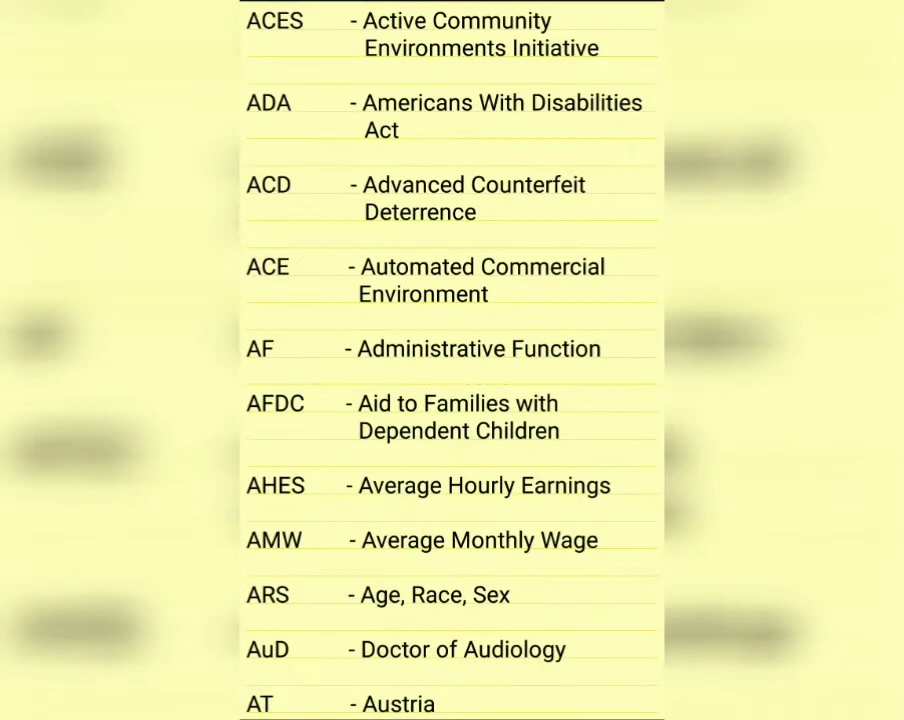 ACES - Active Community
Environments Initiative
ADA - Americans With Disabilities
Act
ACD - Advanced Counterfeit
Deterrence
ACE - Automated Commercial
Environment
AF - Administrative Function
AFDC - Aid to Families with
Dependent Children
AHES - Average Hourly Earnings
AMW - Average Monthly Wage
ARS - Age, Race, Sex
AuD - Doctor of Audiology
AT - Austria